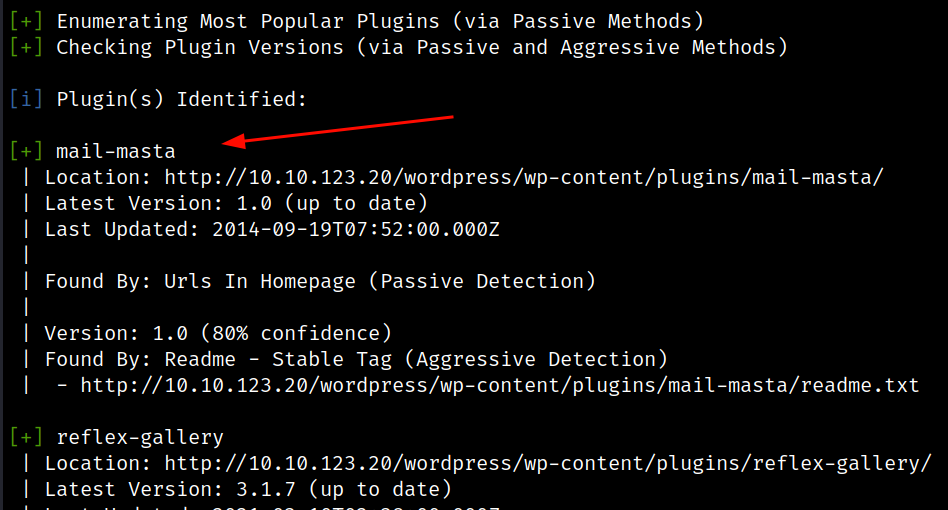 [+] Enumerating Most Popular Plugins (via Passive Methods)
[+] Checking Plugin Versions (via Passive and Aggressive Methods)
[i] Plugin(s) Identified:
[+] mail-masta
| Location: http://10.10.123.20/wordpress/wp-content/plugins/mail-masta/
| Latest Version: 1.0 (up to date)
| Last Updated: 2014-09-19T07:52:00.000Z
|
| Found By: Urls In Homepage (Passive Detection)
|
| Version: 1.0 (80% confidence)
| Found By: Readme - Stable Tag (Aggressive Detection)
|  - http://10.10.123.20/wordpress/wp-content/plugins/mail-masta/readme.txt
[+] reflex-gallery
| Location: http://10.10.123.20/wordpress/wp-content/plugins/reflex-gallery/
| Latest Version: 3.1.7 (up to date)
| Last Updated: